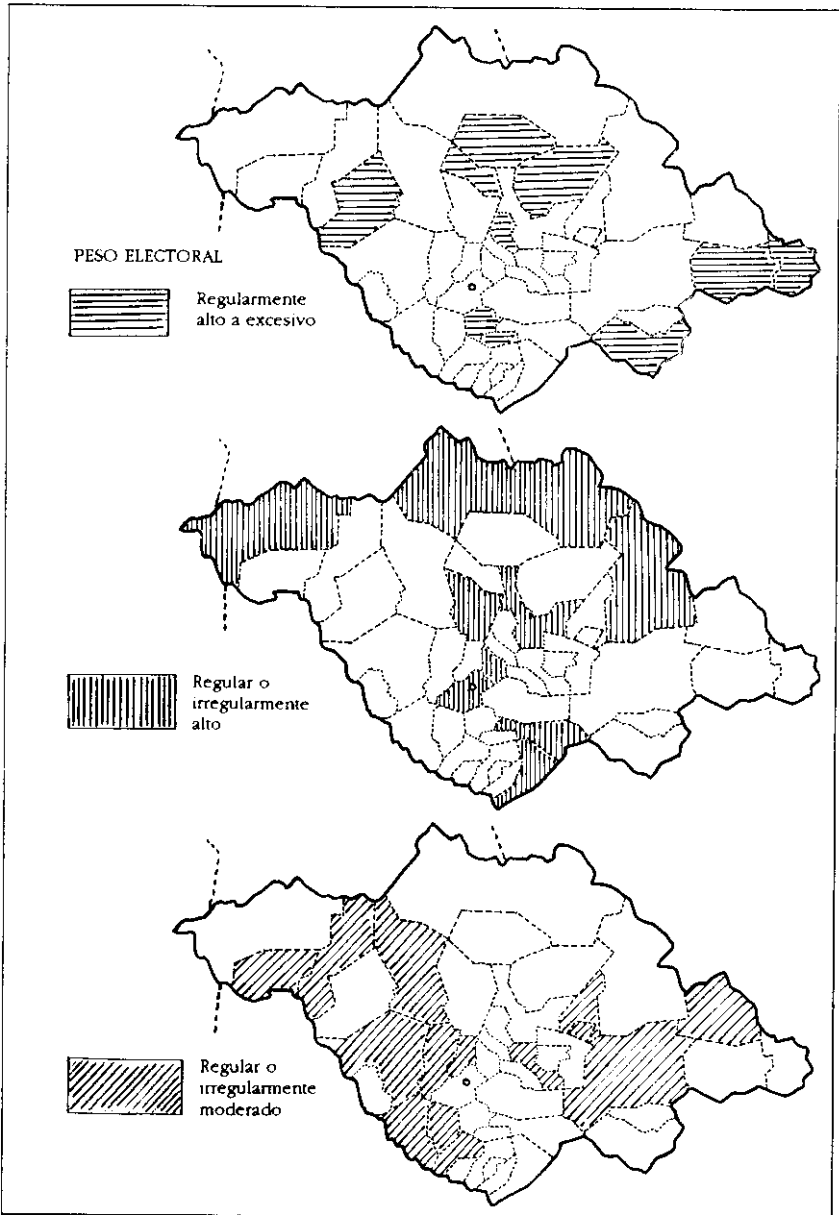 PESO ELECTORAL
Regularmente
alto a excesivo
Regular o
irregularmente
alto
Regular o
irregularmente
moderado